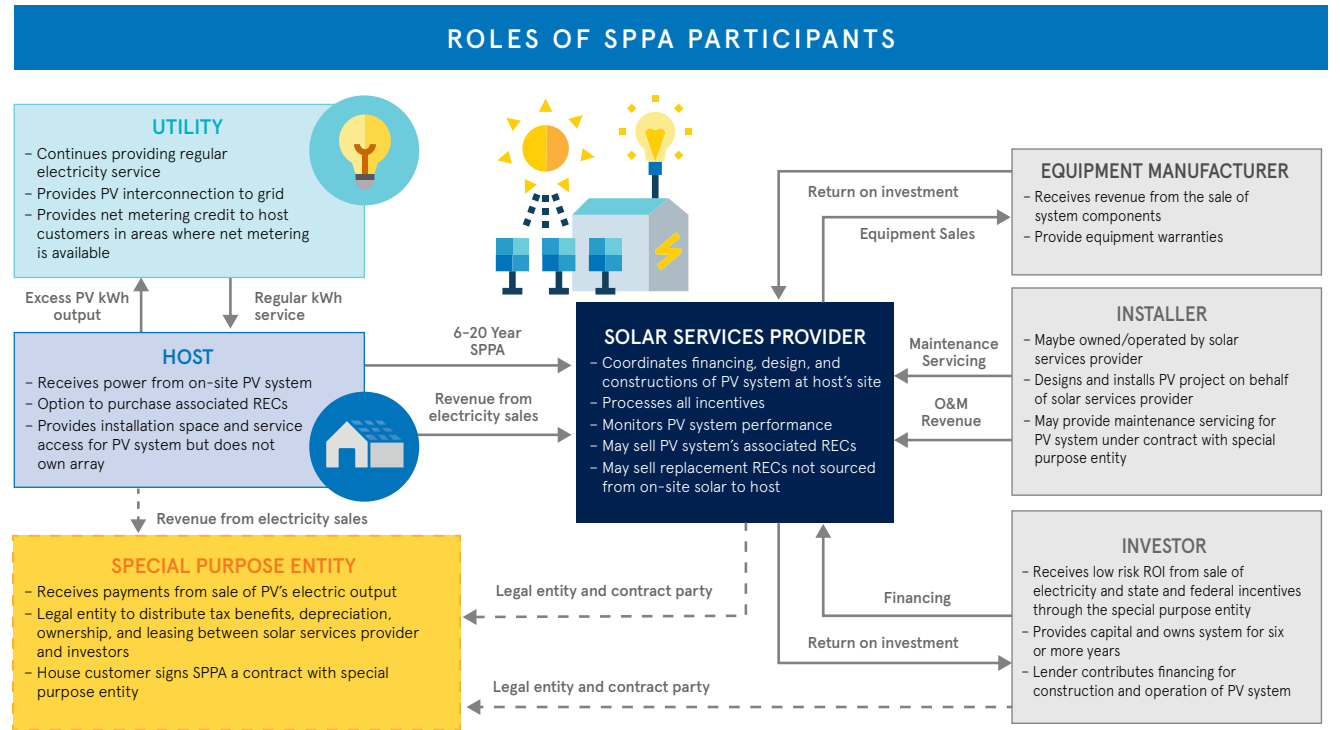 ROLES OF SPPA PARTICIPANTS
UTILITY
– Continues providing regular
electricity service
– Provides PV interconnection to grid
– Provides net metering credit to host
customers in areas where net metering
is available
Excess PV kWh
output
Regular kWh
service
HOST
– Receives power from on-site PV system
– Option to purchase associated RECs
– Provides installation space and service
access for PV system but does not
own array
6-20 Year
SPPA
Revenue from
electricity sales
Revenue from electricity sales
SPECIAL PURPOSE ENTITY
– Receives payments from sale of PV's electric output
– Legal entity to distribute tax benefits, depreciation,
ownership, and leasing between solar services provider
and investors
– House customer signs SPPA a contract with special
purpose entity
SOLAR SERVICES PROVIDER
– Coordinates financing, design, and
constructions of PV system at host's site
– Processes all incentives
– Monitors PV system performance
– May sell PV system's associated RECs
– May sell replacement RECs not sourced
from on-site solar to host
Return on investment
Equipment Sales
EQUIPMENT MANUFACTURER
– Receives revenue from the sale of
system components
– Provide equipment warranties
Maintenance
Servicing
O&M
Revenue
INSTALLER
– Maybe owned/operated by solar
services provider
– Designs and installs PV project on behalf
of solar services provider
– May provide maintenance servicing for
PV system under contract with special
purpose entity
Legal entity and contract party
Financing
Return on investment
Legal entity and contract party
INVESTOR
– Receives low risk ROI from sale of
electricity and state and federal incentives
through the special purpose entity
– Provides capital and owns system for six
or more years
– Lender contributes financing for
construction and operation of PV system